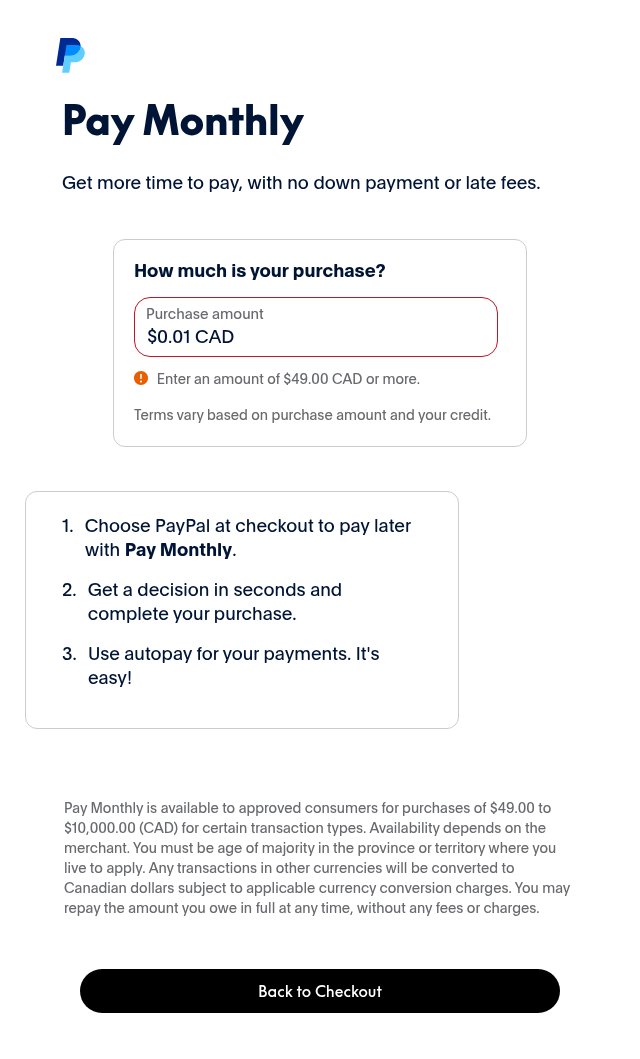 Pay Monthly
Get more time to pay, with no down payment or late fees.
How much is your purchase?
Purchase amount
$0.01 CAD
Enter an amount of $49.00 CAD or more.
Terms vary based on purchase amount and your credit.
1. Choose PayPal at checkout to pay later
with Pay Monthly.
2. Get a decision in seconds and
complete your purchase.
3. Use autopay for your payments. It's
easy!
Pay Monthly is available to approved consumers for purchases of $49.00 to
$10,000.00 (CAD) for certain transaction types. Availability depends on the
merchant. You must be age of majority in the province or territory where you
live to apply. Any transactions in other currencies will be converted to
Canadian dollars subject to applicable currency conversion charges. You may
repay the amount you owe in full at any time, without any fees or charges.
Back to Checkout